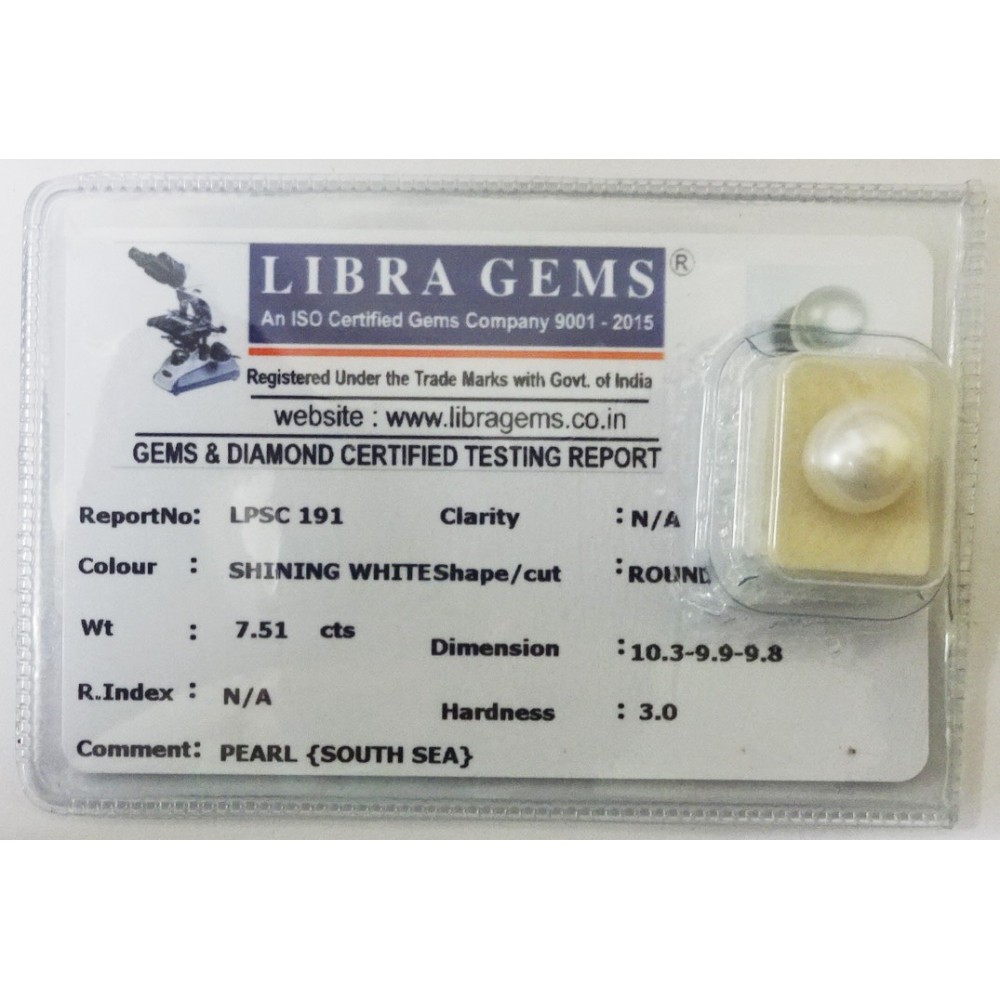 LIBRA GEMS ®
An ISO Certified Gems Company 9001 - 2015
Registered Under the Trade Marks with Govt. of India
website : www.libragems.co.in
GEMS & DIAMOND CERTIFIED TESTING REPORT
ReportNo: LPSC 191 Clarity : N/A
Colour : SHINING WHITE Shape/cut : ROUND
Wt : 7.51 cts Dimension : 10.3-9.9-9.8
R.Index : N/A Hardness : 3.0
Comment: PEARL {SOUTH SEA}